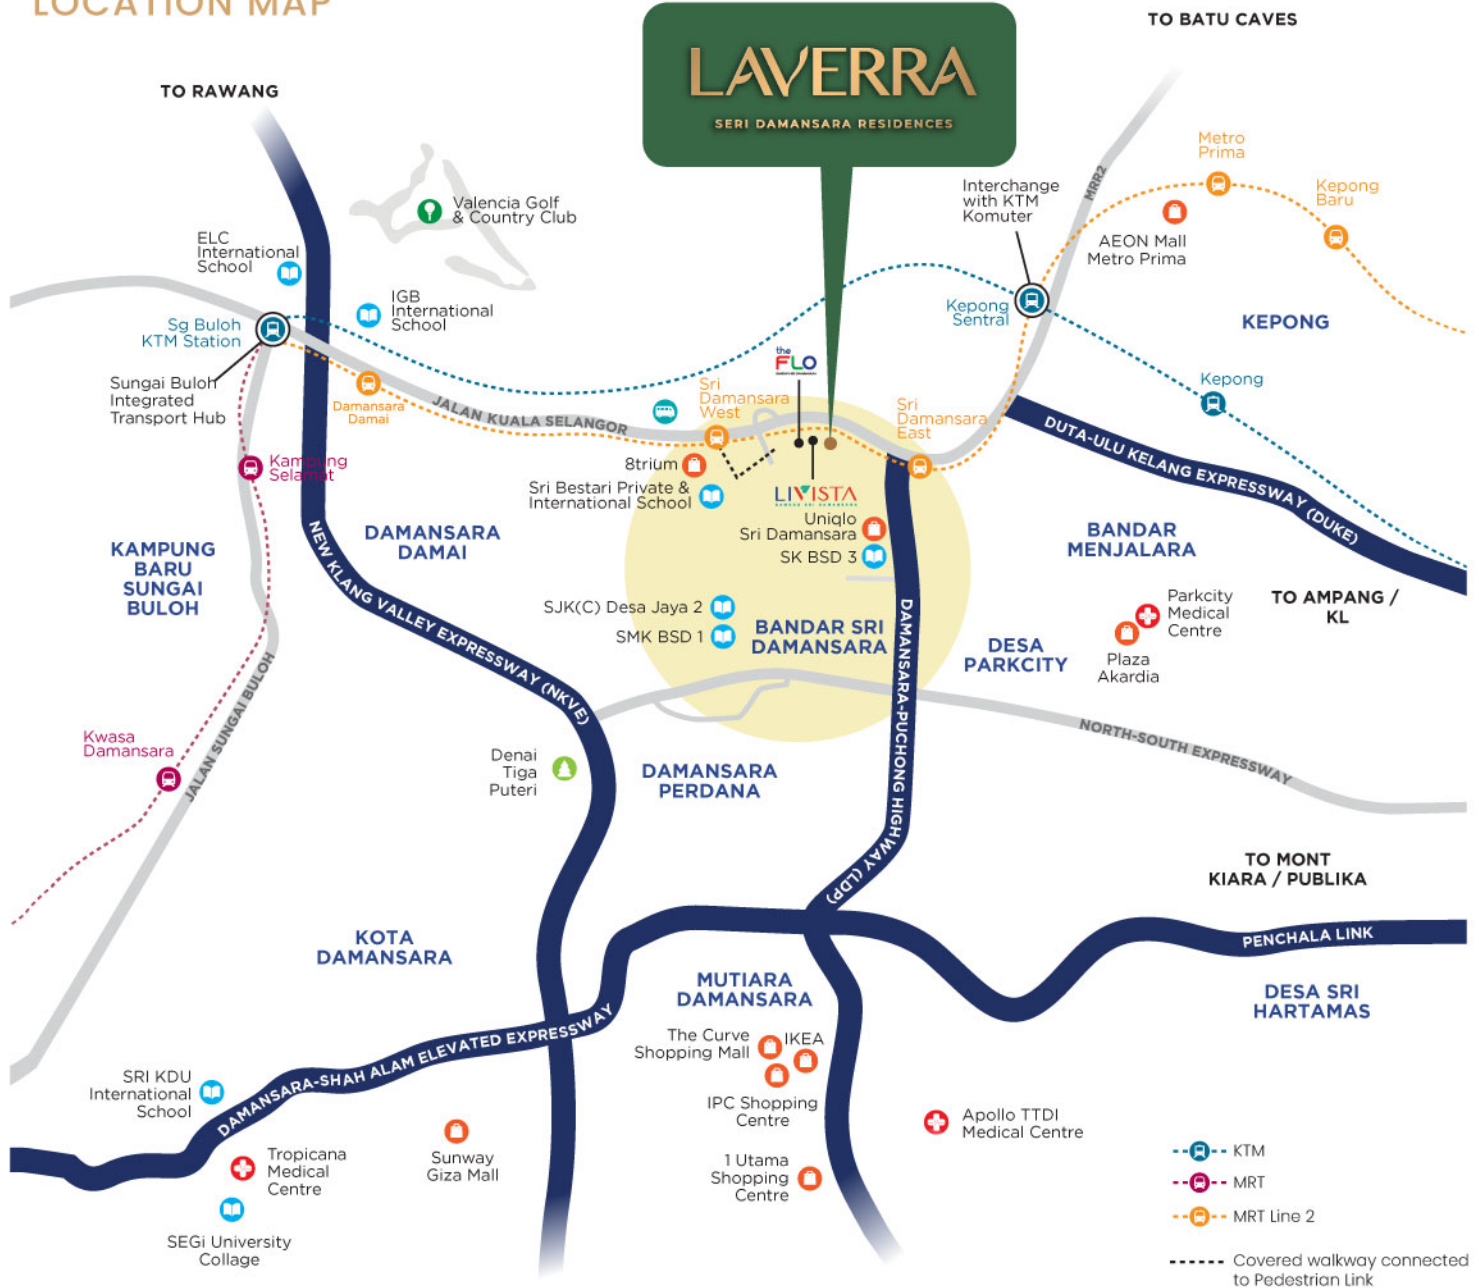 LOCATION MAP
TO BATU CAVES
LAVERRA
SERI DAMANSARA RESIDENCES
TO RAWANG
Metro
Prima
MRR2
Interchange
with KTM
Komuter
Kepong
Baru
Valencia Golf
& Country Club
ELC
International
School
AEON Mall
Metro Prima
IGB
International
School
Kepong
Sentral
Sg Buloh
KTM Station
KEPONG
the
FLO
Sungai Buloh
Integrated
Transport Hub
Damansara
Damai
JALAN KUALA SELANGOR
Sri
Damansara
West
Sri
Damansara
East
Kepong
DUTA-ULU KELANG EXPRESSWAY (DUKE)
Kampung
Selamat
8trium
Sri Bestari Private &
International School
LIVISTA
Uniqlo
Sri Damansara
SK BSD 3
NEW KLANG VALLEY EXPRESSWAY (NKVE)
DAMANSARA
DAMAI
BANDAR
MENJALARA
KAMPUNG
BARU
SUNGAI
BULOH
TO AMPANG /
KL
Parkcity
Medical
Centre
SJK(C) Desa Jaya 2
SMK BSD 1
BANDAR SRI
DAMANSARA
DAMANSARA-PUCHONG HIGHWAY (LDP)
DESA
PARKCITY
Plaza
Akardia
JALAN SUNGAI BULOH
Kwasa
Damansara
NORTH-SOUTH EXPRESSWAY
Denai
Tiga
Puteri
DAMANSARA
PERDANA
TO MONT
KIARA / PUBLIKA
KOTA
DAMANSARA
PENCHALA LINK
MUTIARA
DAMANSARA
DESA SRI
HARTAMAS
DAMANSARA-SHAH ALAM ELEVATED EXPRESSWAY
The Curve
Shopping Mall
IKEA
SRI KDU
International
School
IPC Shopping
Centre
Apollo TTDI
Medical Centre
Tropicana
Medical
Centre
Sunway
Giza Mall
1 Utama
Shopping
Centre
SEGi University
Collage
KTM
MRT
MRT Line 2
Covered walkway connected
to Pedestrian Link